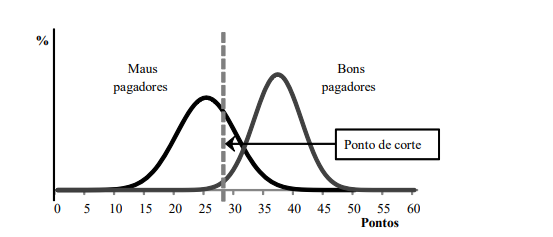 %
Maus
pagadores
Bons
pagadores
Ponto de corte
0 5 10 15 20 25 30 35 40 45 50 55 60
Pontos